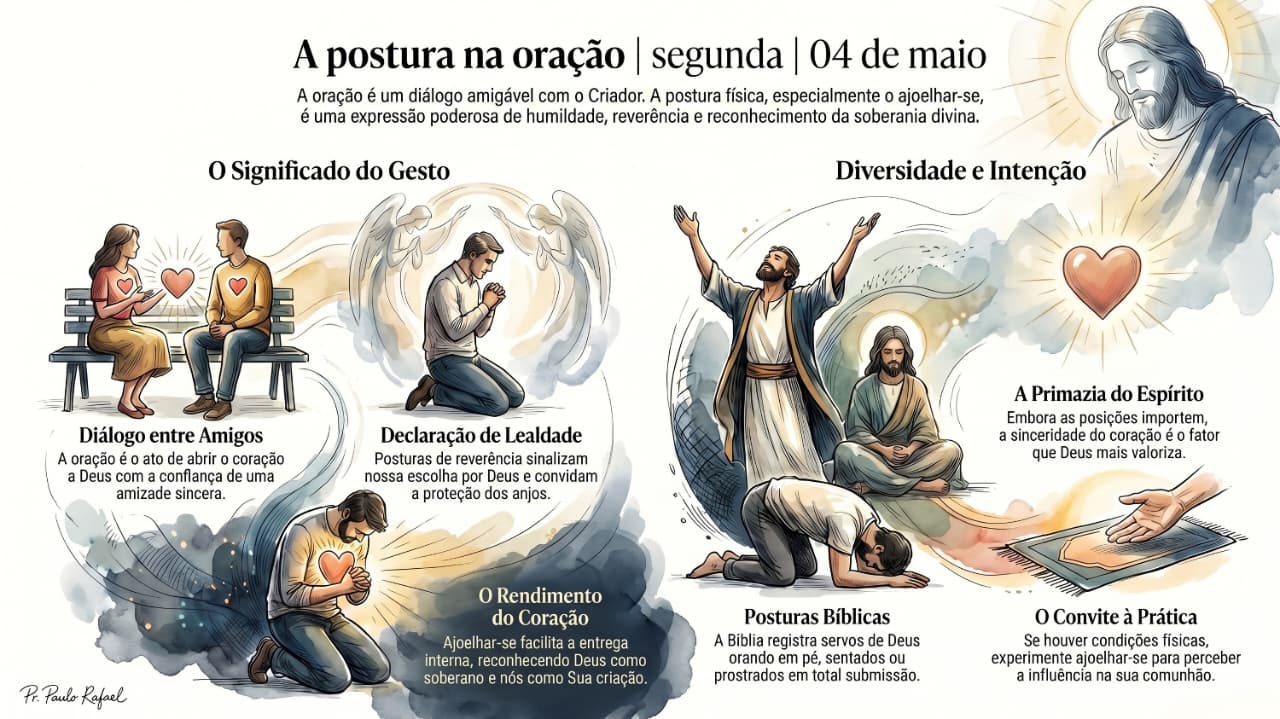 A postura na oração | segunda | 04 de maio
A oração é um diálogo amigável com o Criador. A postura física, especialmente o ajoelhar-se,
é uma expressão poderosa de humildade, reverência e reconhecimento da soberania divina.
O Significado do Gesto
Diálogo entre Amigos
A oração é o ato de abrir o coração
a Deus com a confiança de uma
amizade sincera.
Declaração de Lealdade
Posturas de reverência sinalizam
nossa escolha por Deus e convidam
a proteção dos anjos.
O Rendimento
do Coração
Ajoelhar-se facilita a entrega
interna, reconhecendo Deus como
soberano e nós como Sua criação.
Diversidade e Intenção
A Primazia do Espírito
Embora as posições importem,
a sinceridade do coração é o fator
que Deus mais valoriza.
Posturas Bíblicas
A Bíblia registra servos de Deus
orando em pé, sentados ou
prostrados em total submissão.
O Convite à Prática
Se houver condições físicas,
experimente ajoelhar-se para perceber
a influência na sua comunhão.
Pr. Paulo Rafael